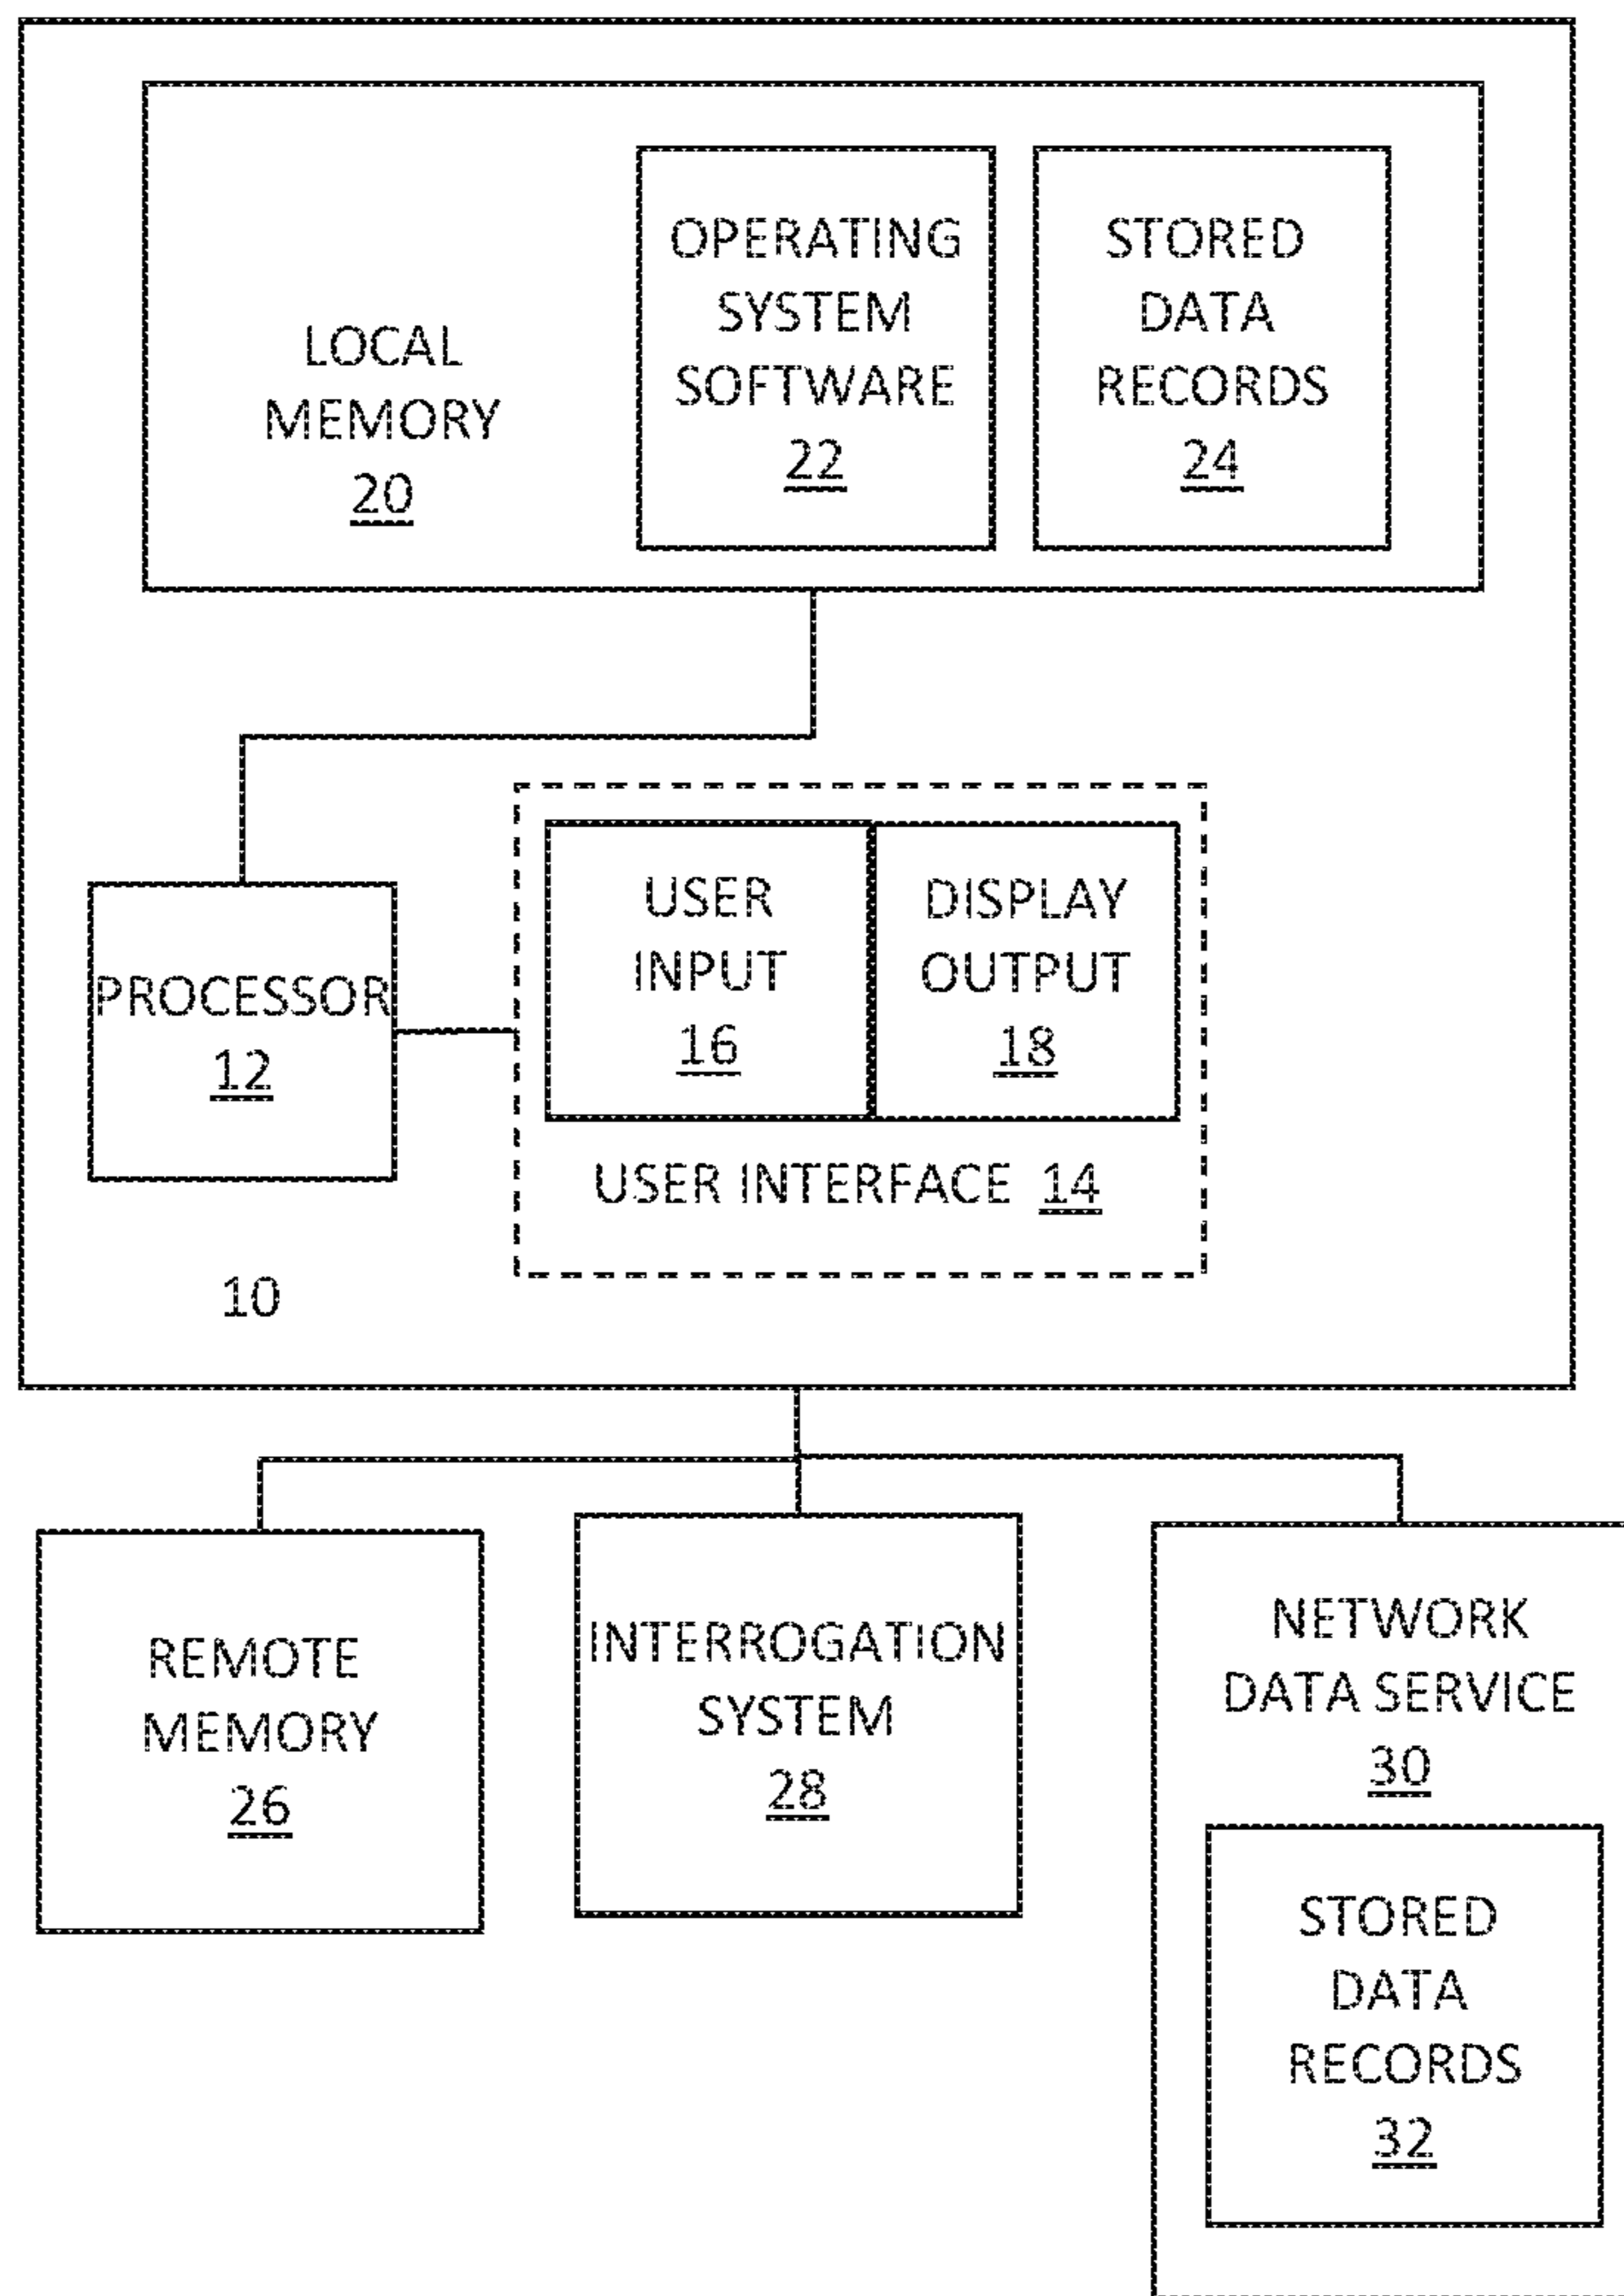 LOCAL
MEMORY
20
OPERATING
SYSTEM
SOFTWARE
22
STORED
DATA
RECORDS
24
PROCESSOR
12
USER
INPUT
16
DISPLAY
OUTPUT
18
USER INTERFACE 14
10
REMOTE
MEMORY
26
INTERROGATION
SYSTEM
28
NETWORK
DATA SERVICE
30
STORED
DATA
RECORDS
32